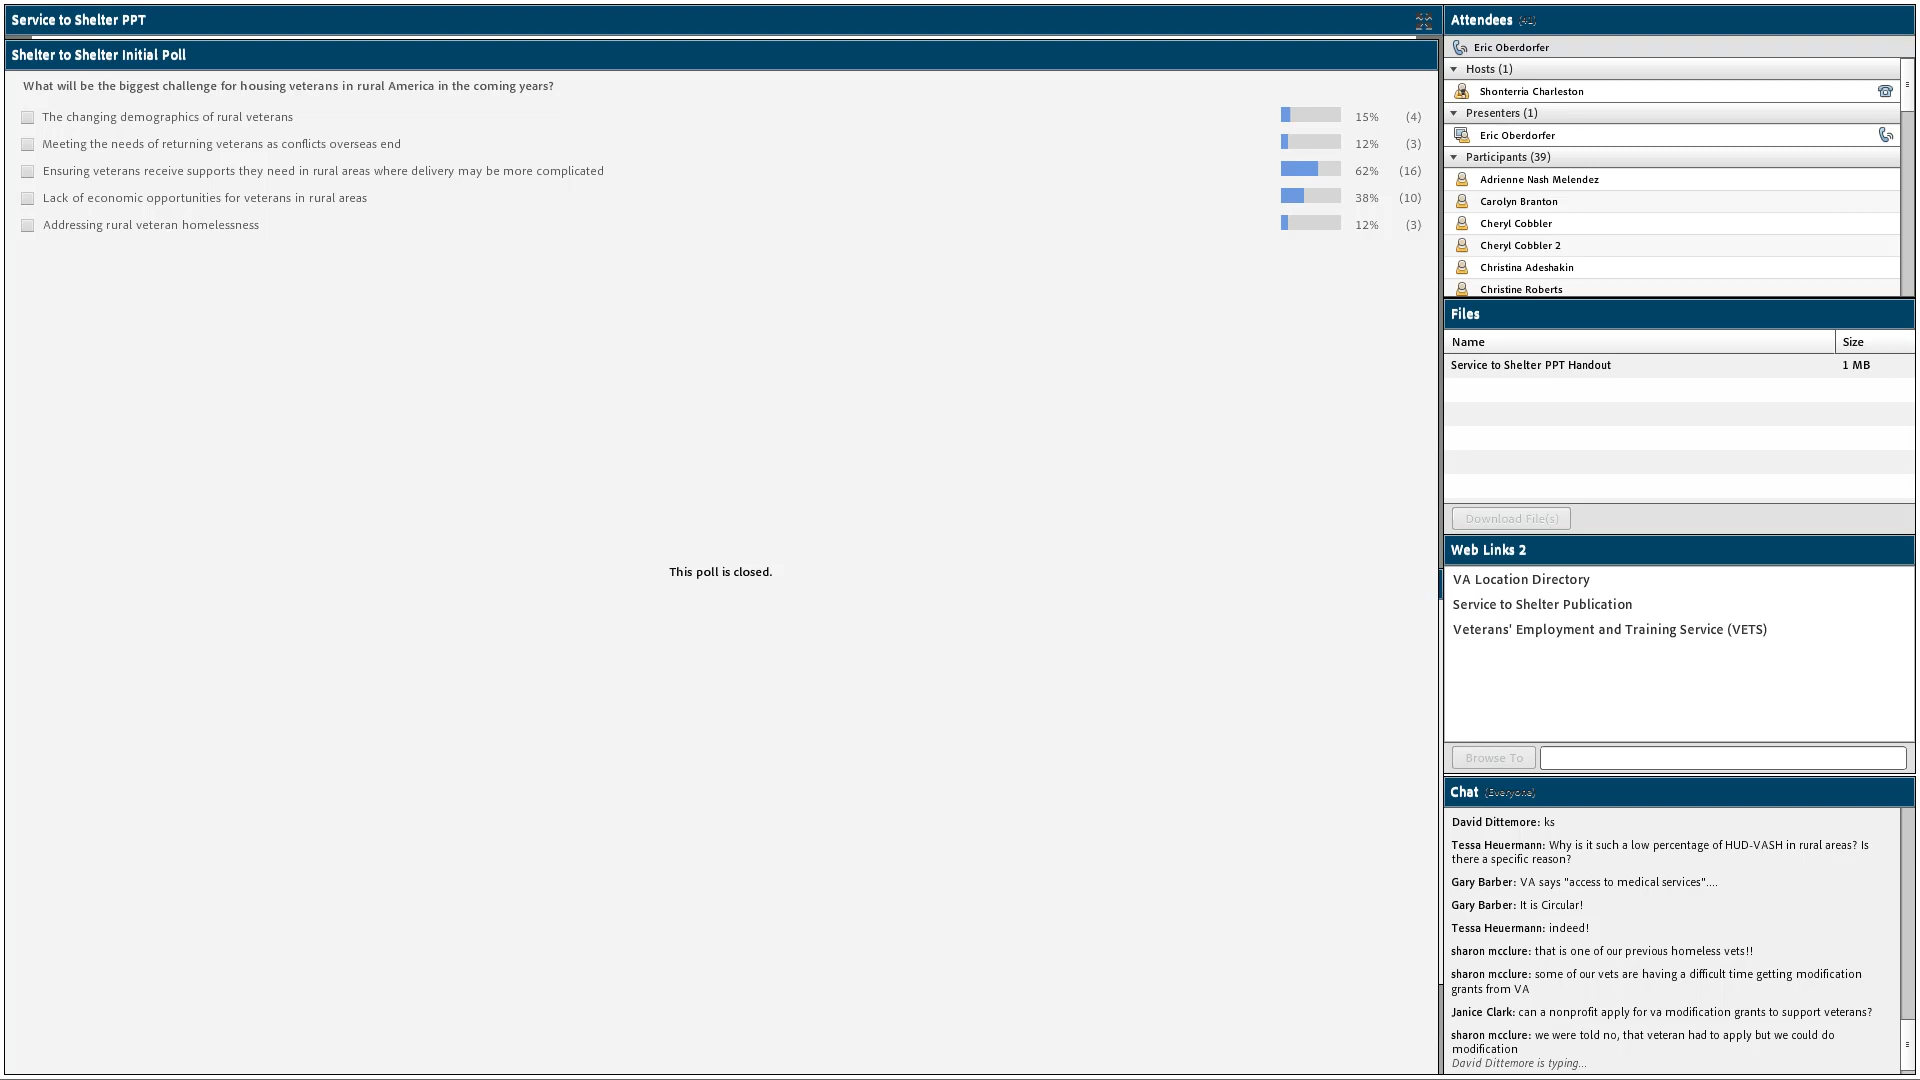 Service to Shelter PPT
Shelter to Shelter Initial Poll
What will be the biggest challenge for housing veterans in rural America in the coming years?
The changing demographics of rural veterans 15% (4)
Meeting the needs of returning veterans as conflicts overseas end 12% (3)
Ensuring veterans receive supports they need in rural areas where delivery may be more complicated 62% (16)
Lack of economic opportunities for veterans in rural areas 38% (10)
Addressing rural veteran homelessness 12% (3)
This poll is closed.
Attendees
Eric Oberdorfer
Hosts (1)
Shonterria Charleston
Presenters (1)
Eric Oberdorfer
Participants (39)
Adrienne Nash Melendez
Carolyn Branton
Cheryl Cobbler
Cheryl Cobbler 2
Christina Adeshakin
Christine Roberts
Files
Name Size
Service to Shelter PPT Handout 1 MB
Download File(s)
Web Links 2
VA Location Directory
Service to Shelter Publication
Veterans' Employment and Training Service (VETS)
Browse To
Chat (Everyone)
David Dittemore: ks
Tessa Heuermann: Why is it such a low percentage of HUD-VASH in rural areas? Is
there a specific reason?
Gary Barber: VA says "access to medical services"....
Gary Barber: It is Circular!
Tessa Heuermann: indeed!
sharon mcclure: that is one of our previous homeless vets!!
sharon mcclure: some of our vets are having a difficult time getting modification
grants from VA
Janice Clark: can a nonprofit apply for va modification grants to support veterans?
sharon mcclure: we were told no, that veteran had to apply but we could do
modification
David Dittemore is typing...